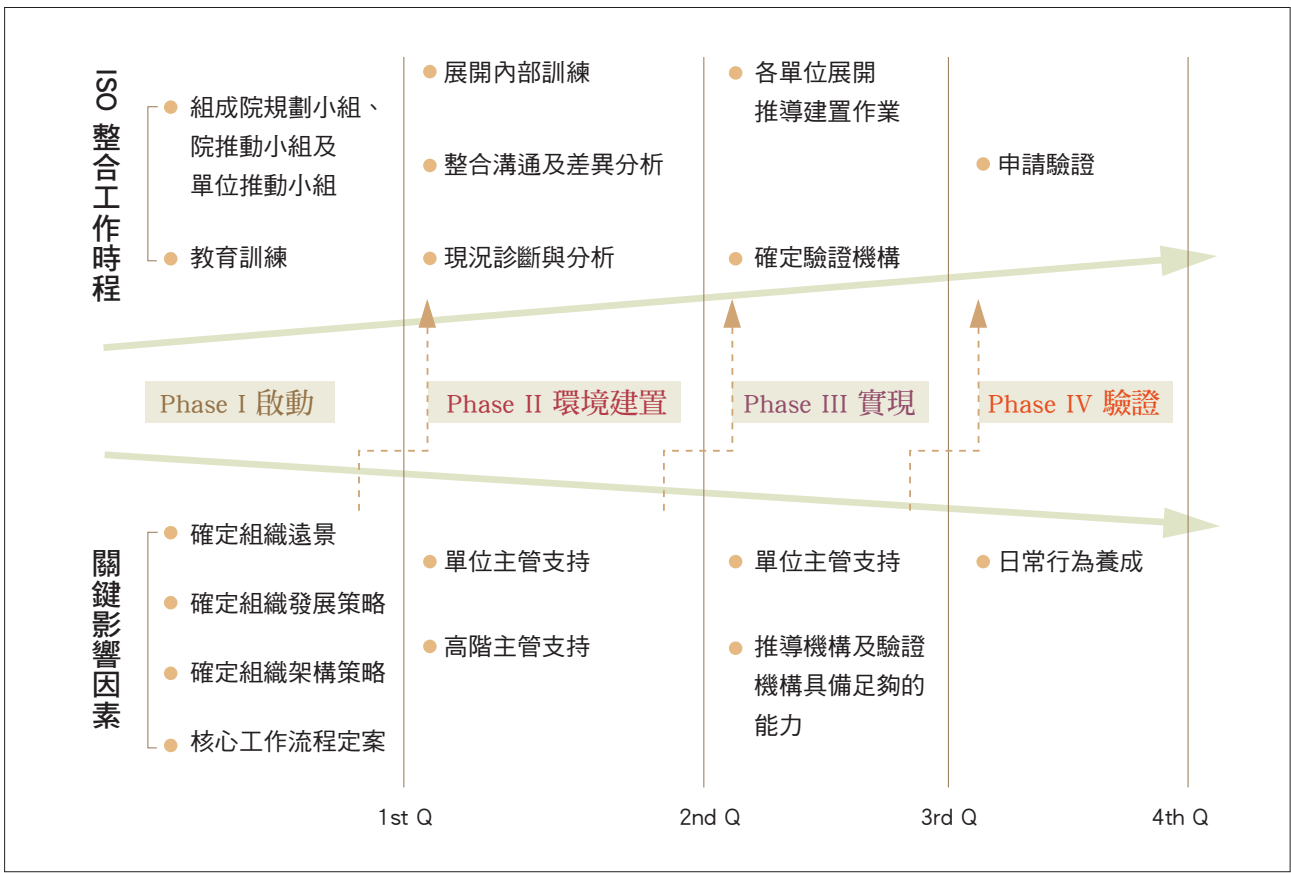 ISO 整合工作時程
組成院規劃小組、
院推動小組及
單位推動小組
教育訓練
展開內部訓練
整合溝通及差異分析
現況診斷與分析
各單位展開
推導建置作業
確定驗證機構
申請驗證
Phase I 啟動
Phase II 環境建置
Phase III 實現
Phase IV 驗證
關鍵影響因素
確定組織遠景
確定組織發展策略
確定組織架構策略
核心工作流程定案
單位主管支持
高階主管支持
單位主管支持
推導機構及驗證
機構具備足夠的
能力
日常行為養成
1st Q
2nd Q
3rd Q
4th Q